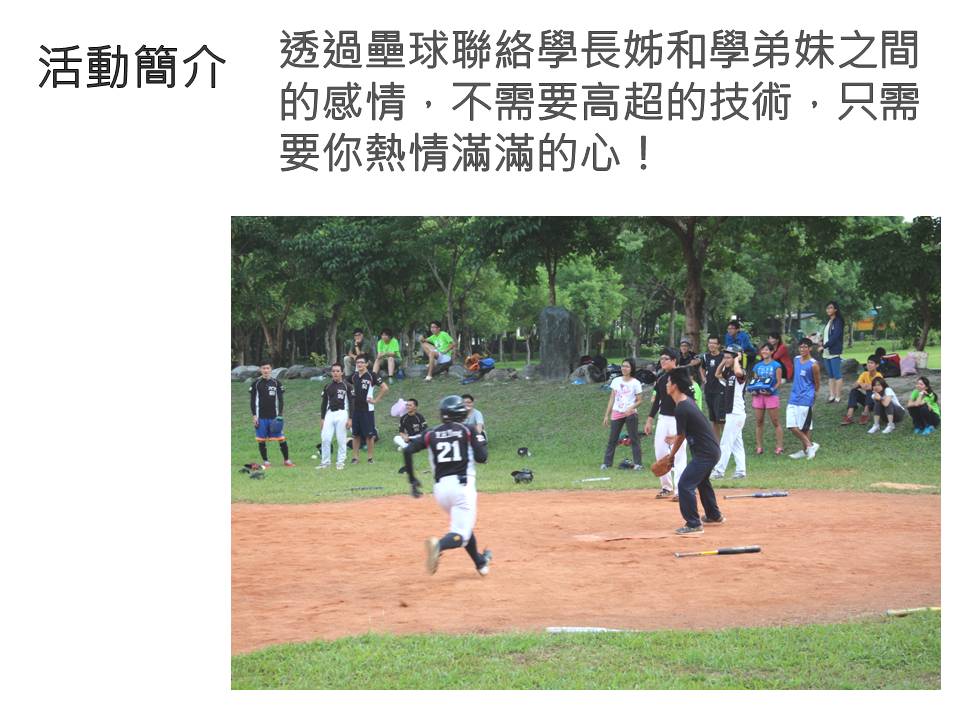 活動簡介
透過壘球聯絡學長姊和學弟妹之間
的感情，不需要高超的技術，只需
要你熱情滿滿的心！
21